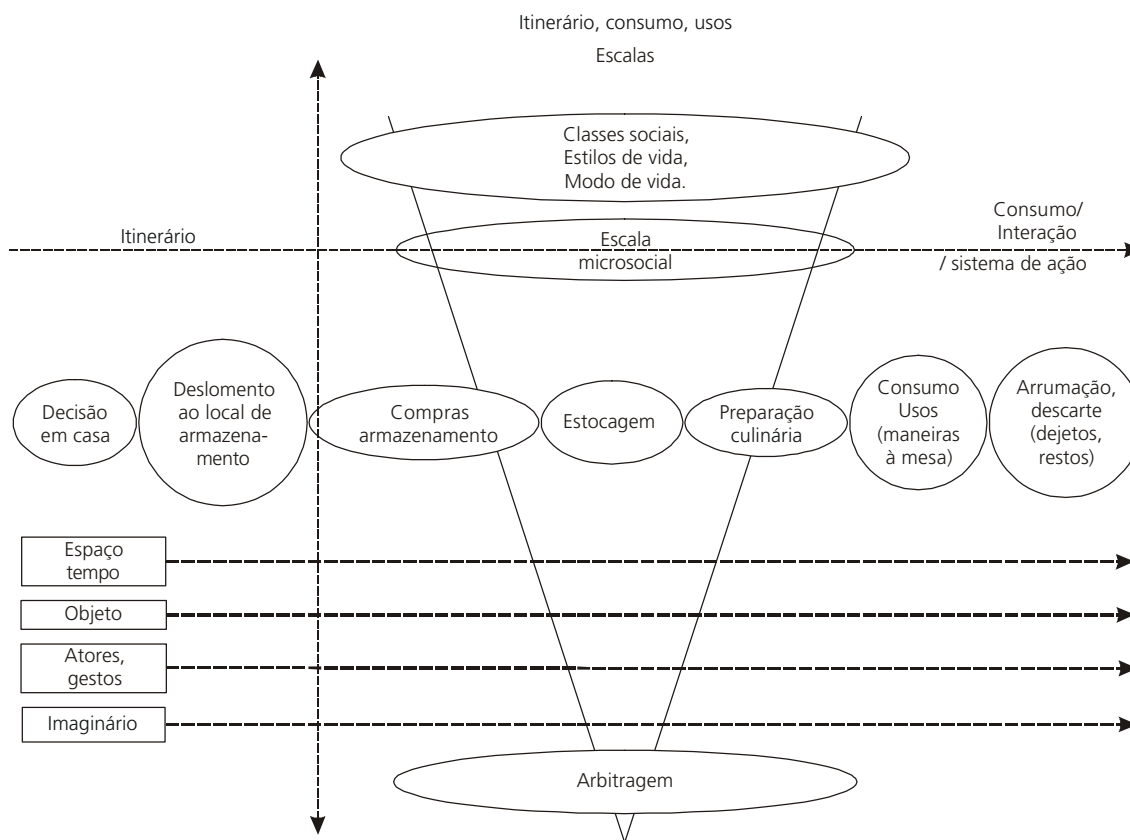 Itinerário, consumo, usos
Escalas
Classes sociais,
Estilos de vida,
Modo de vida.
Itinerário
Escala
microsocial
Consumo/
Interação
/ sistema de ação
Decisão
em casa
Deslomento
ao local de
armazena-
mento
Compras
armazenamento
Estocagem
Preparação
culinária
Consumo
Usos
(maneiras
à mesa)
Arrumação,
descarte
(dejetos,
restos)
Espaço
tempo
Objeto
Atores,
gestos
Imaginário
Arbitragem